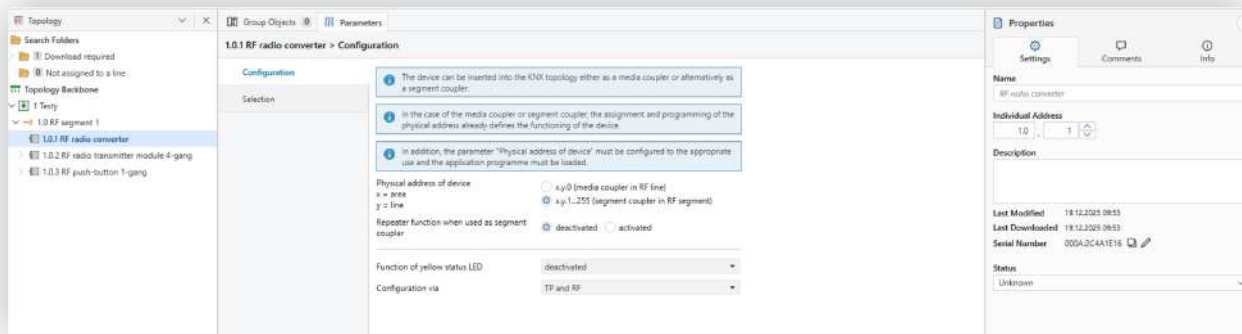 Topology
Search Folders
1 Download required
0 Not assigned to a line
Topology Backbone
1 Testy
1.0 RF segment 1
1.0.1 RF radio converter
1.0.2 RF radio transmitter module 4-gang
1.0.3 RF push-button 1-gang
Group Objects 0 Parameters
1.0.1 RF radio converter > Configuration
Configuration
Selection
The device can be inserted into the KNX topology either as a media coupler or alternatively as
a segment coupler.
In the case of the media coupler or segment coupler, the assignment and programming of the
physical address already defines the functioning of the device.
In addition, the parameter "Physical address of device" must be configured to the appropriate
use and the application programme must be loaded.
Physical address of device
x = area
y = line
x.y.0 (media coupler in RF line)
x.y.1...255 (segment coupler in RF segment)
Repeater function when used as segment
coupler
deactivated activated
Function of yellow status LED
deactivated
Configuration via
TP and RF
Properties
Settings Comments Info
Name
RF radio converter
Individual Address
1.0 . 1
Description
Last Modified 19.12.2025 09:53
Last Downloaded 19.12.2025 09:53
Serial Number 000A:2C4A1E16
Status
Unknown